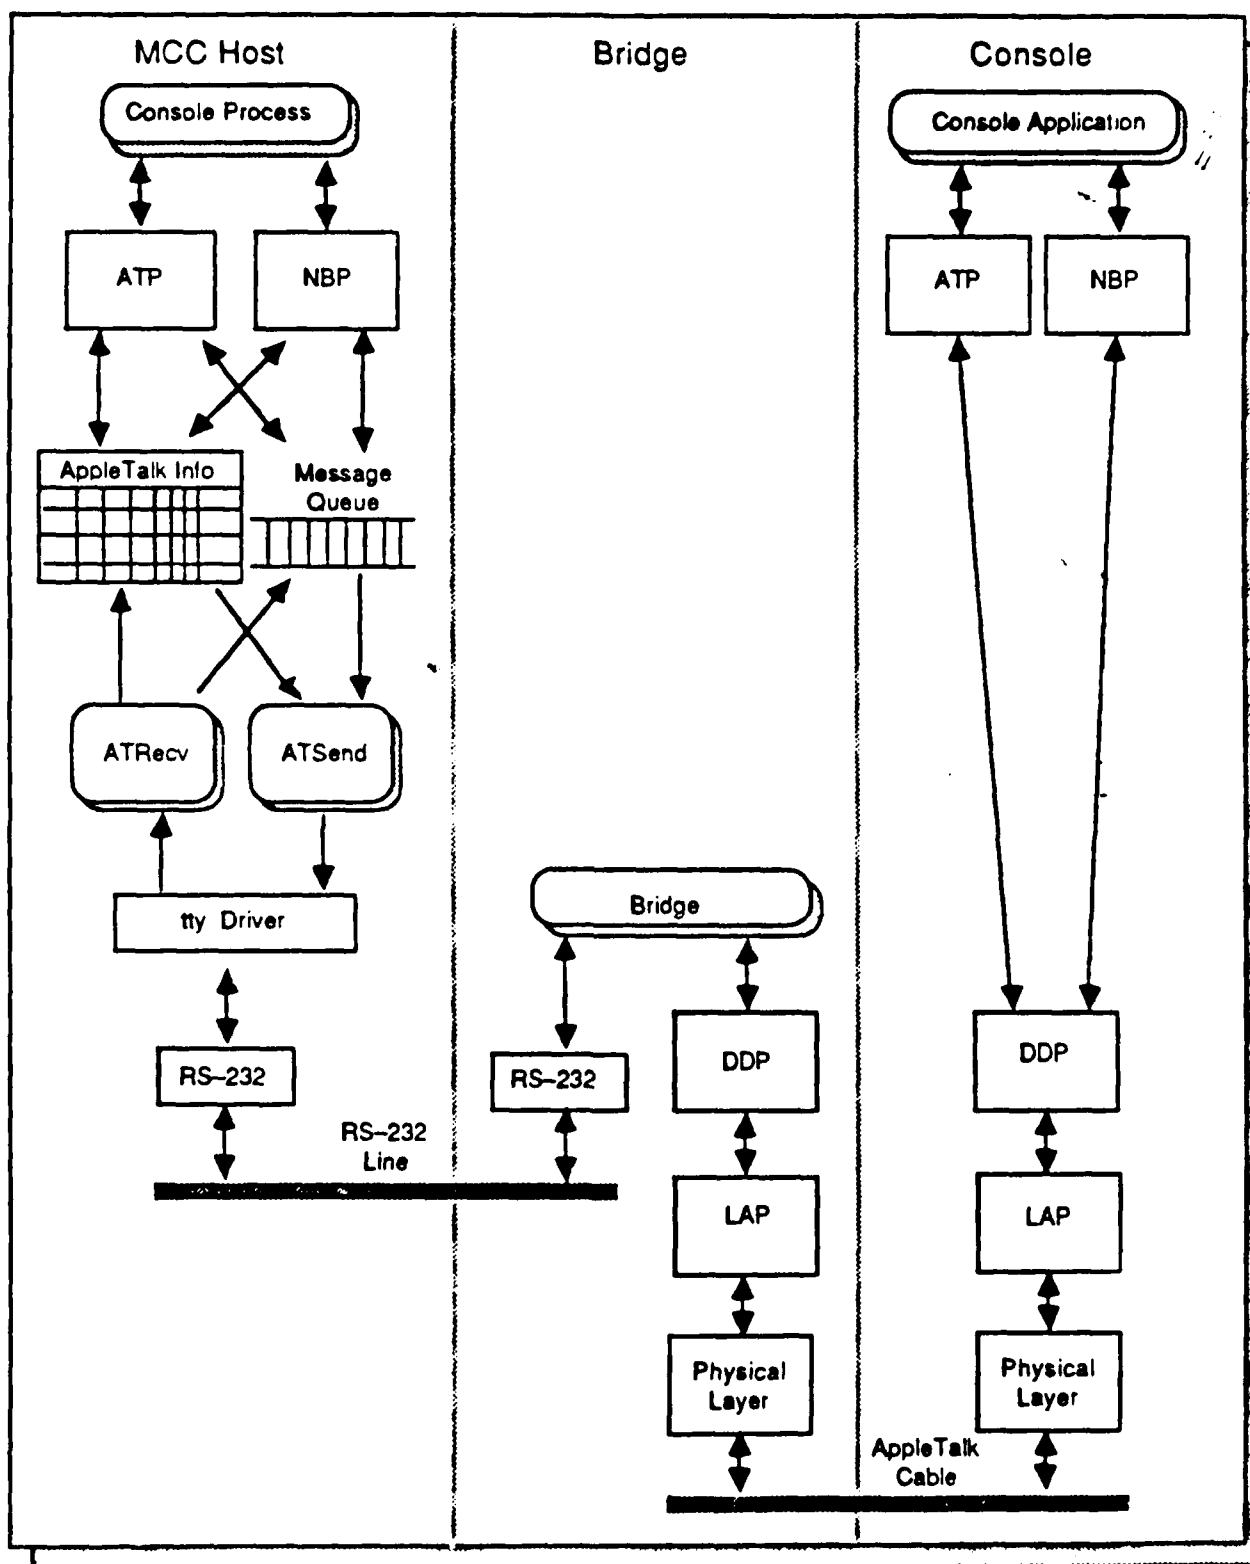 MCC Host
Bridge
Console
Console Process
Console Application
ATP
NBP
ATP
NBP
AppleTalk Info
Message
Queue
ATRecv
ATSend
tty Driver
Bridge
RS-232
RS-232
DDP
DDP
RS-232
Line
LAP
LAP
Physical
Layer
Physical
Layer
AppleTalk
Cable